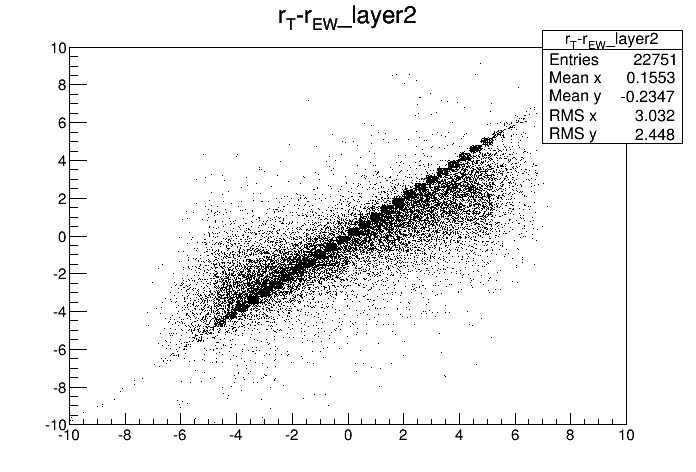 r_T-r_EW_layer2
r_T-r_EW_layer2
Entries 22751
Mean x 0.1553
Mean y -0.2347
RMS x 3.032
RMS y 2.448
10
8
6
4
2
0
-2
-4
-6
-8
-10
-10 -8 -6 -4 -2 0 2 4 6 8 10